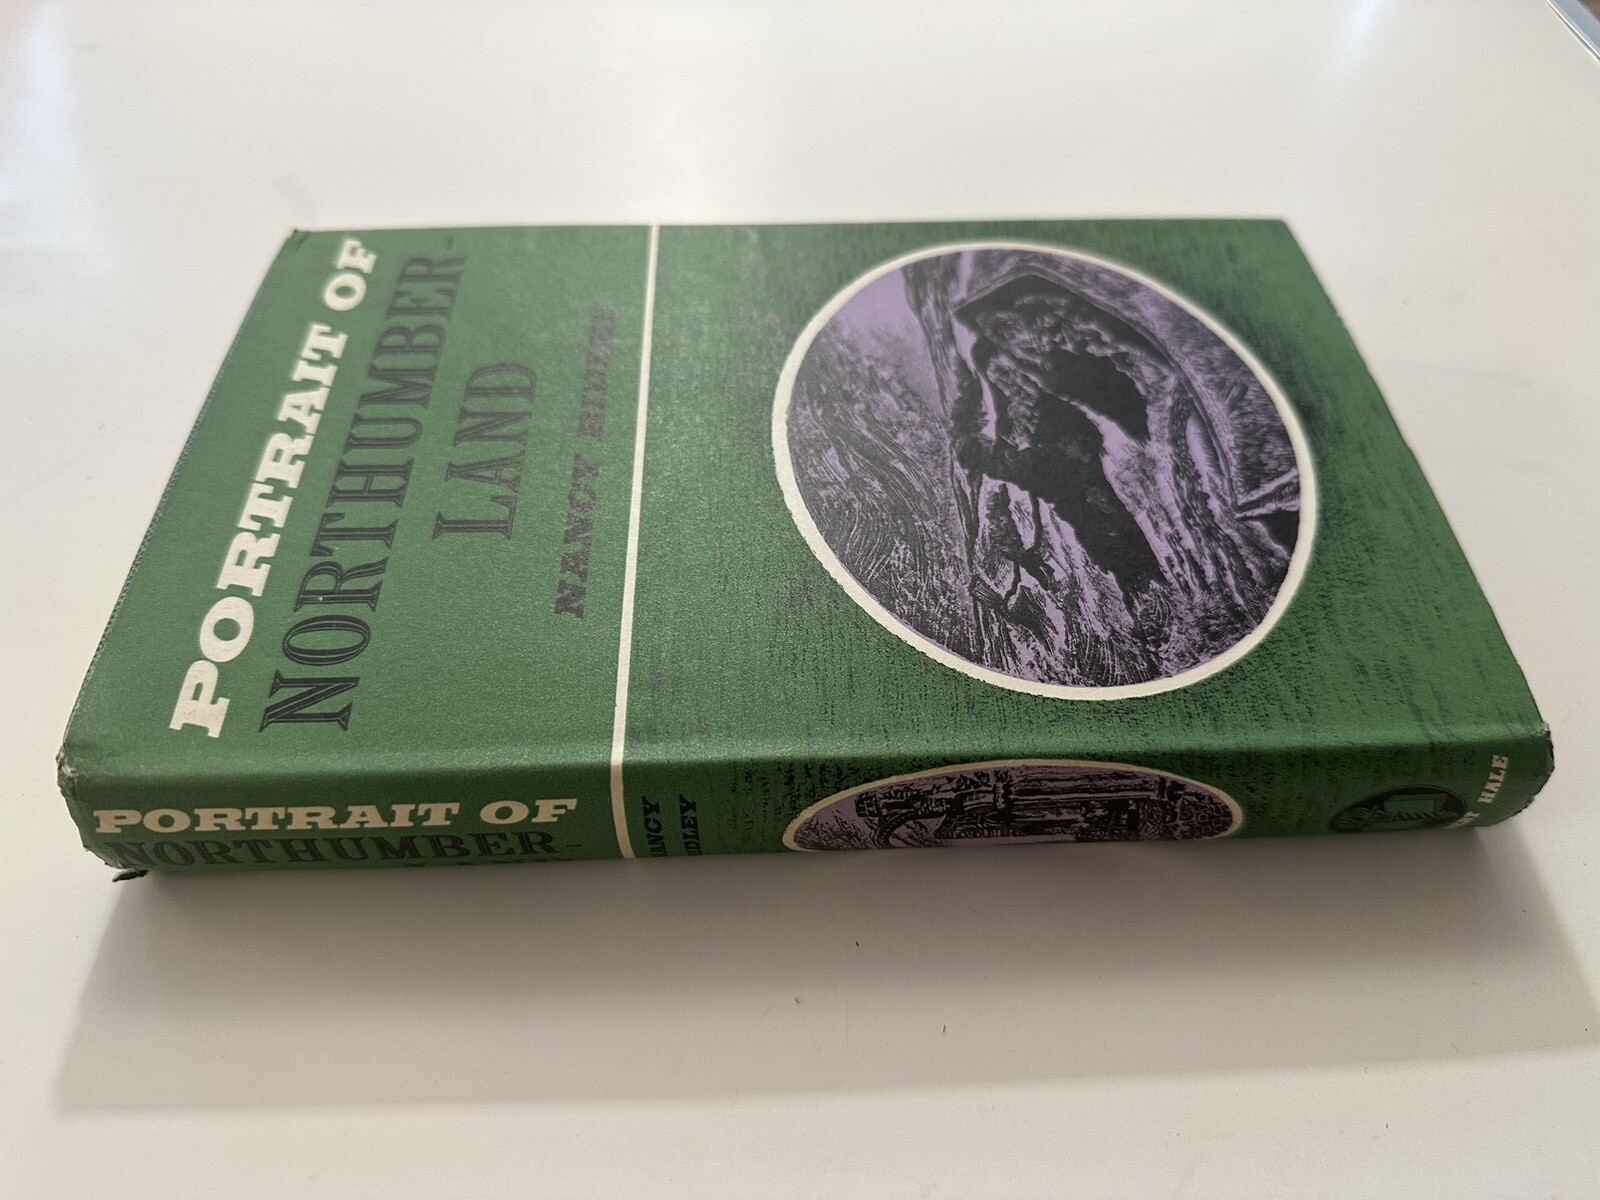 PORTRAIT OF
NORTHUMBER-
LAND
NANCY RIDLEY
PORTRAIT OF
NORTHUMBER-
NANCY
RIDLEY
HALE